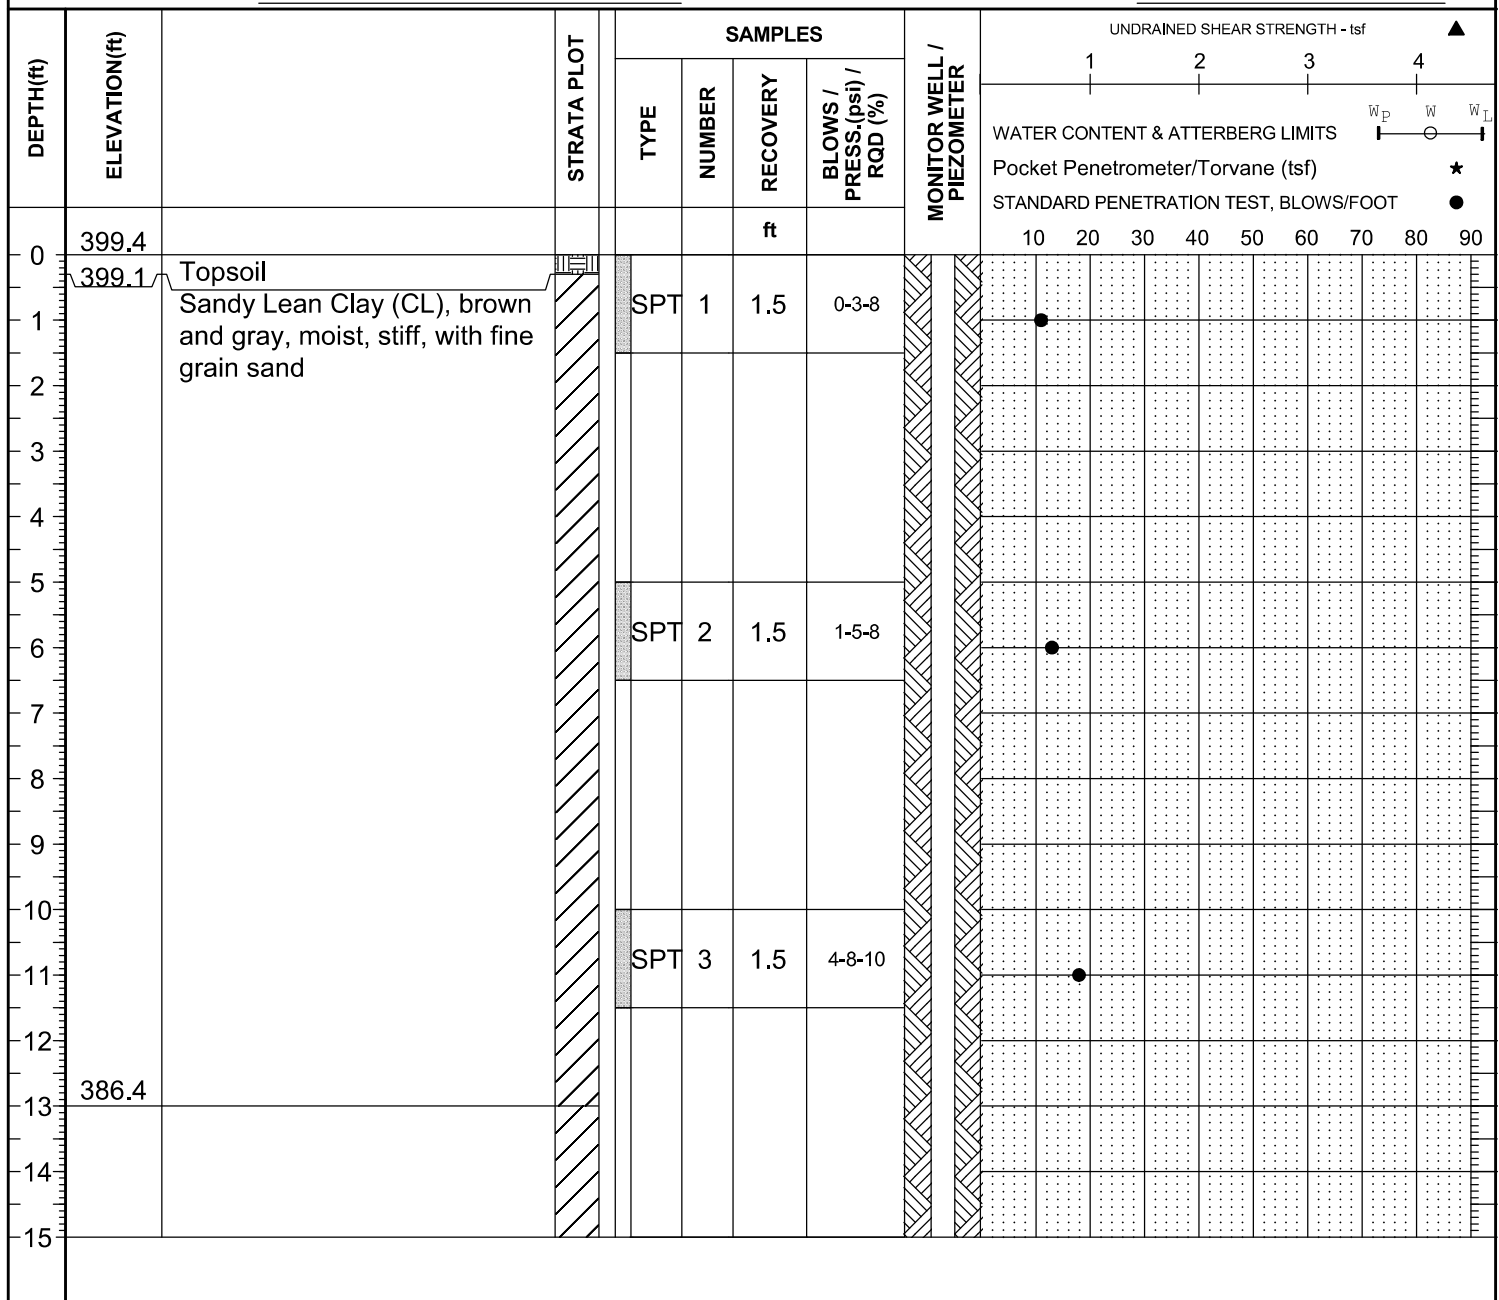 DEPTH(ft)
ELEVATION(ft)
STRATA PLOT
SAMPLES
TYPE
NUMBER
RECOVERY
BLOWS /
PRESS.(psi) /
RQD (%)
MONITOR WELL /
PIEZOMETER
UNDRAINED SHEAR STRENGTH - tsf ▲
1 2 3 4
W_P W W_L
WATER CONTENT & ATTERBERG LIMITS
Pocket Penetrometer/Torvane (tsf) ★
STANDARD PENETRATION TEST, BLOWS/FOOT ●
ft
10 20 30 40 50 60 70 80 90
399.4
0
399.1 Topsoil
Sandy Lean Clay (CL), brown
and gray, moist, stiff, with fine
grain sand
SPT 1 1.5 0-3-8
1
2
3
4
5
SPT 2 1.5 1-5-8
6
7
8
9
10
SPT 3 1.5 4-8-10
11
12
386.4
13
14
15